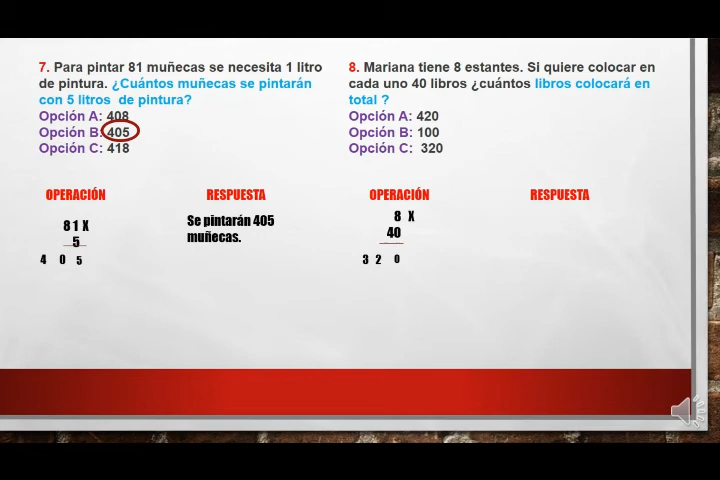 7. Para pintar 81 muñecas se necesita 1 litro
de pintura. ¿Cuántos muñecas se pintarán
con 5 litros de pintura?
Opción A: 408
Opción B: 405
Opción C: 418
OPERACIÓN
RESPUESTA
81 X
5
4 0 5
Se pintarán 405
muñecas.
8. Mariana tiene 8 estantes. Si quiere colocar en
cada uno 40 libros ¿cuántos libros colocará en
total ?
Opción A: 420
Opción B: 100
Opción C: 320
OPERACIÓN
RESPUESTA
8 X
40
3 2 0